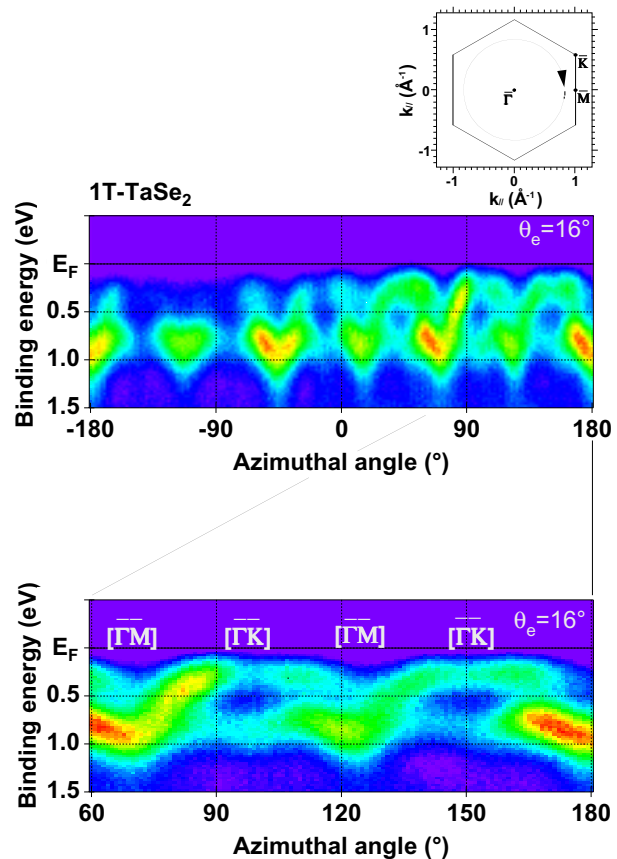 k// (Å-1)
1
0
-1
Γ
K
M
-1
0
1
k// (Å-1)
1T-TaSe2
θe=16°
Binding energy (eV)
EF
0.5
1.0
1.5
-180
-90
0
90
180
Azimuthal angle (°)
[ΓM]
[ΓK]
[ΓM]
[ΓK]
θe=16°
Binding energy (eV)
EF
0.5
1.0
1.5
60
90
120
150
180
Azimuthal angle (°)